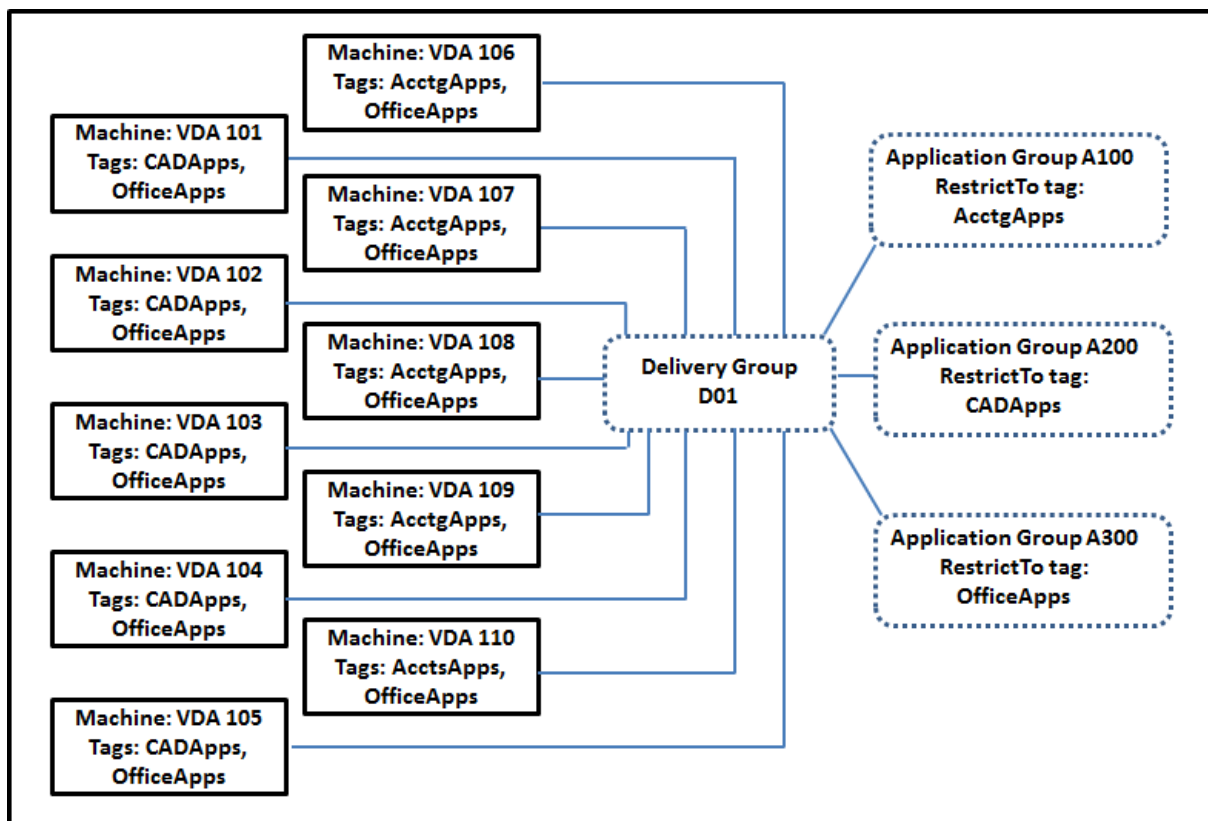 Machine: VDA 106
Tags: AcctgApps,
OfficeApps
Machine: VDA 101
Tags: CADApps,
OfficeApps
Machine: VDA 107
Tags: AcctgApps,
OfficeApps
Machine: VDA 102
Tags: CADApps,
OfficeApps
Machine: VDA 108
Tags: AcctgApps,
OfficeApps
Machine: VDA 103
Tags: CADApps,
OfficeApps
Machine: VDA 109
Tags: AcctgApps,
OfficeApps
Machine: VDA 104
Tags: CADApps,
OfficeApps
Machine: VDA 110
Tags: AcctsApps,
OfficeApps
Machine: VDA 105
Tags: CADApps,
OfficeApps
Delivery Group
D01
Application Group A100
RestrictTo tag:
AcctgApps
Application Group A200
RestrictTo tag:
CADApps
Application Group A300
RestrictTo tag:
OfficeApps